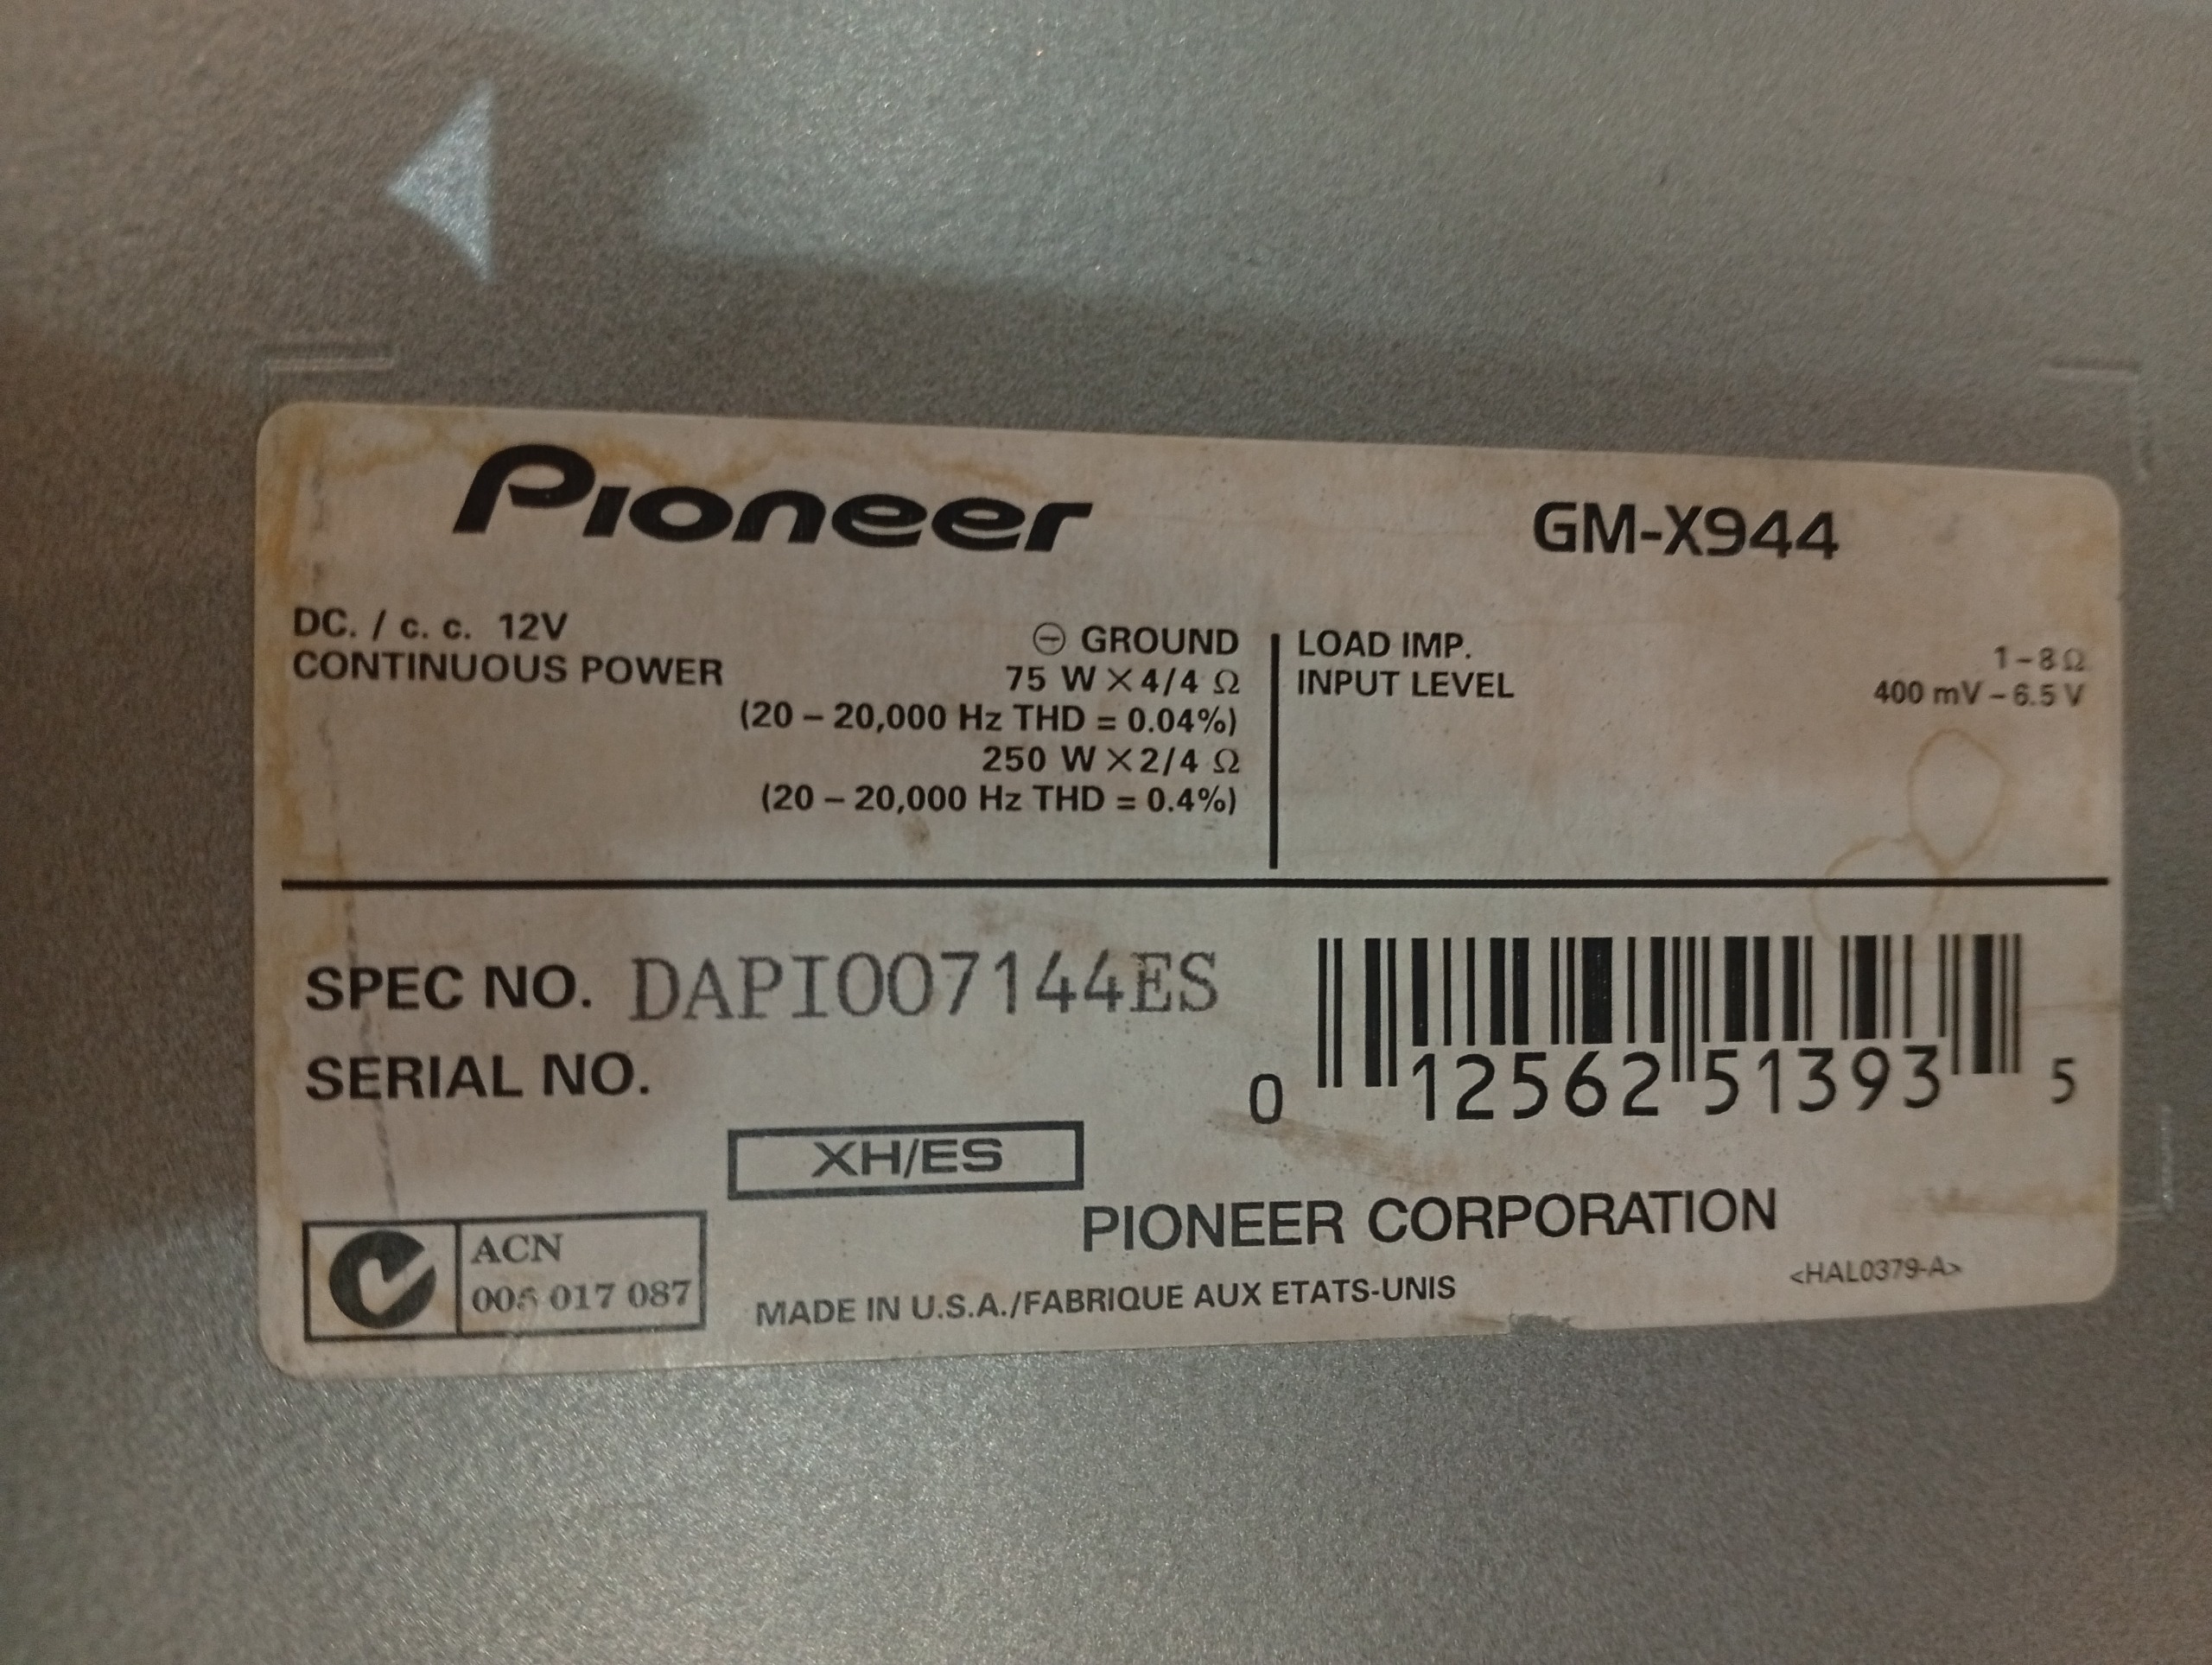 Pioneer
GM-X944
DC. / c. c. 12V
⊖ GROUND
CONTINUOUS POWER
75 W X 4/4 Ω
(20 – 20,000 Hz THD = 0.04%)
250 W X 2/4 Ω
(20 – 20,000 Hz THD = 0.4%)
LOAD IMP.
1 – 8 Ω
INPUT LEVEL
400 mV – 6.5 V
SPEC NO. DAPI007144ES
SERIAL NO.
0 12562 51393 5
XH/ES
ACN
005 017 087
PIONEER CORPORATION
MADE IN U.S.A./FABRIQUE AUX ETATS-UNIS
<HAL0379-A>